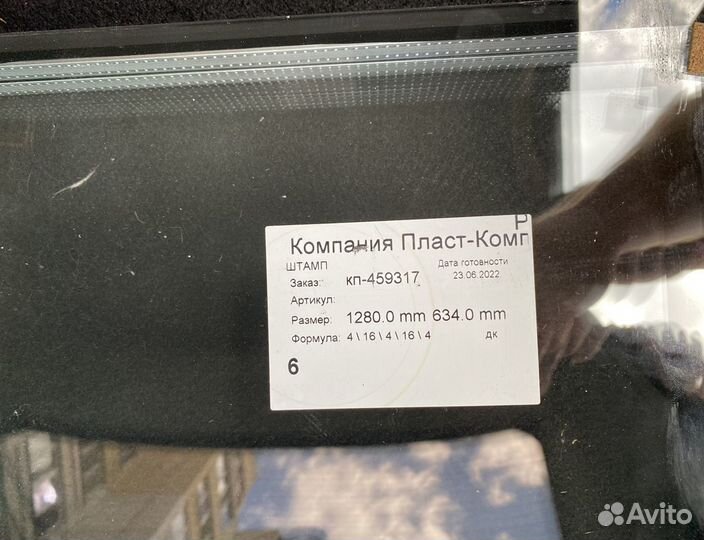 Р
Компания Пласт-Комп
ШТАМП Дата готовности
Заказ: кп-459317 23.06.2022
Артикул:
Размер: 1280.0 mm 634.0 mm
Формула: 4 \ 16 \ 4 \ 16 \ 4 дк
6
Avito